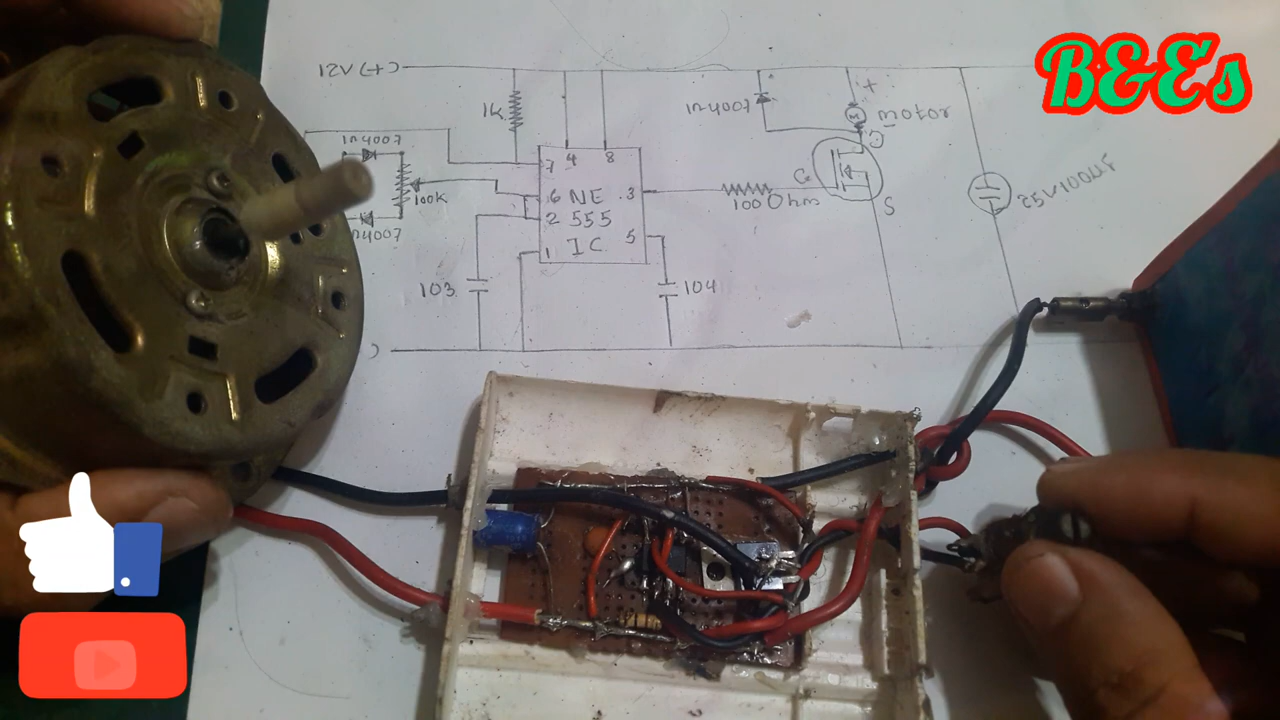 B&Es
12V(+)
1n4007
1K
1n4007
+
motor
7
4
8
D
100K
6
NE
3
G
2
555
100 Ohm
S
25V100uF
1n4007
1
IC
5
103
104